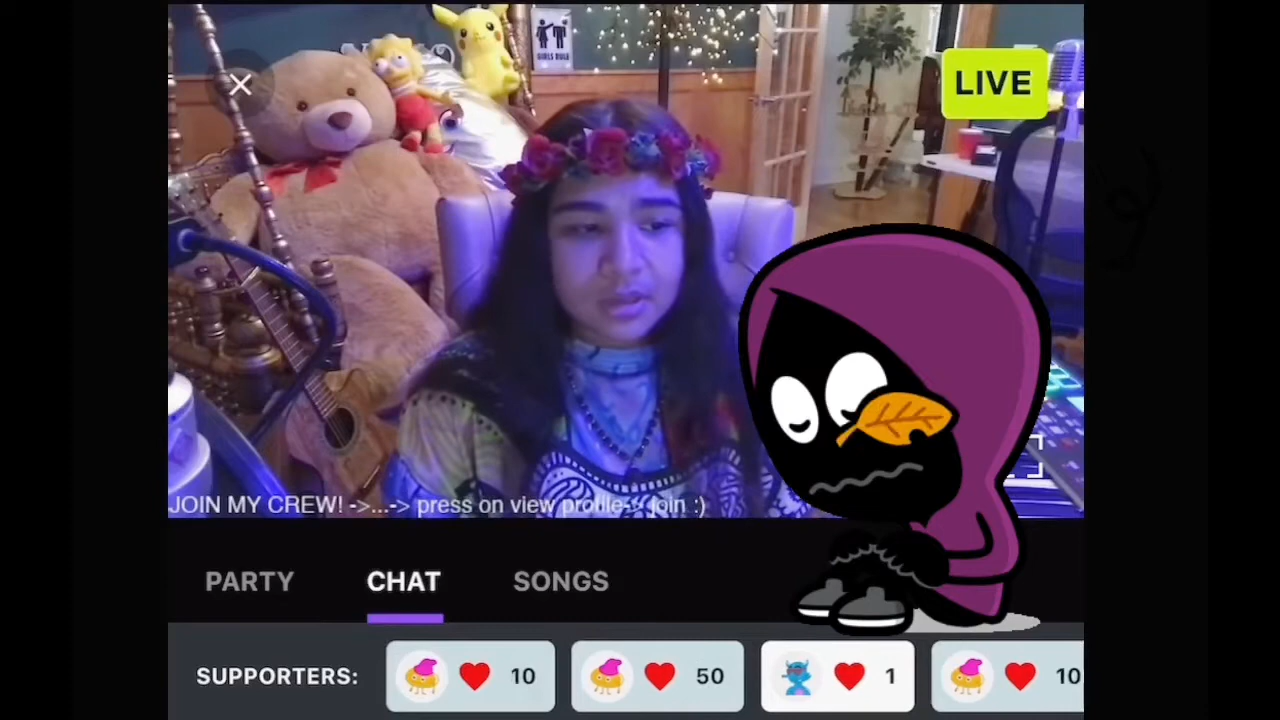 GIRLS RULE
LIVE
JOIN MY CREW! ->...-> press on view profile-> join :)
PARTY CHAT SONGS
SUPPORTERS: 10 50 1 10